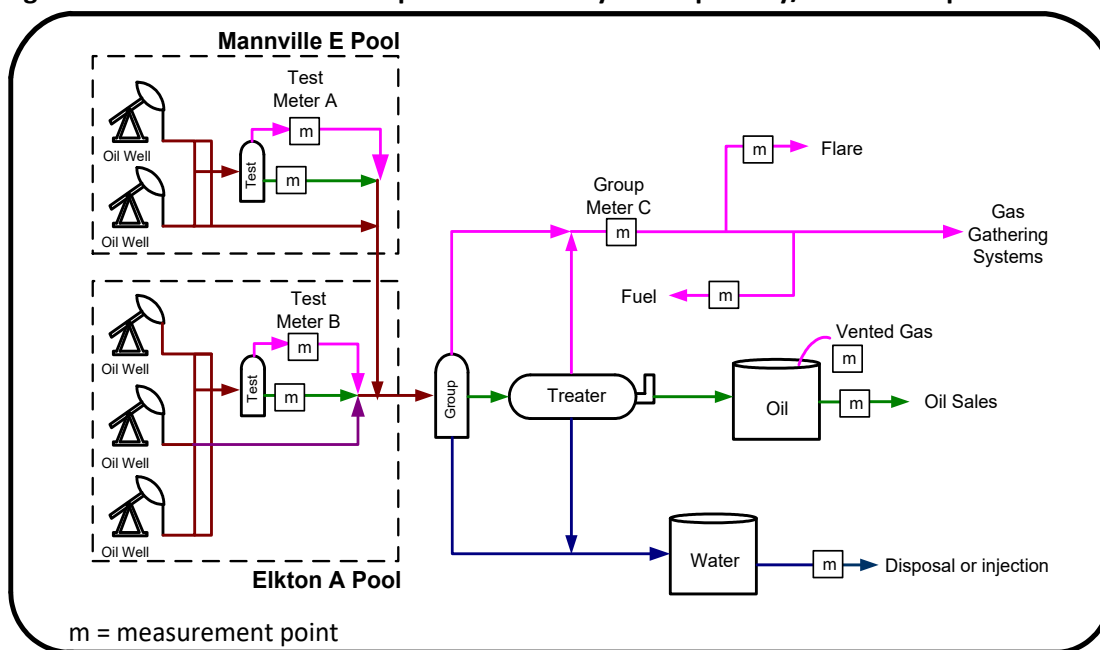 Mannville E Pool
Test
Meter A
m
Oil Well
Test
m
Oil Well
m
Flare
Group
Meter C
m
Gas
Gathering
Systems
Fuel
m
Test
Meter B
m
Oil Well
Test
m
Oil Well
Oil Well
Elkton A Pool
Group
Treater
Vented Gas
m
Oil
m
Oil Sales
Water
m
Disposal or injection
m = measurement point